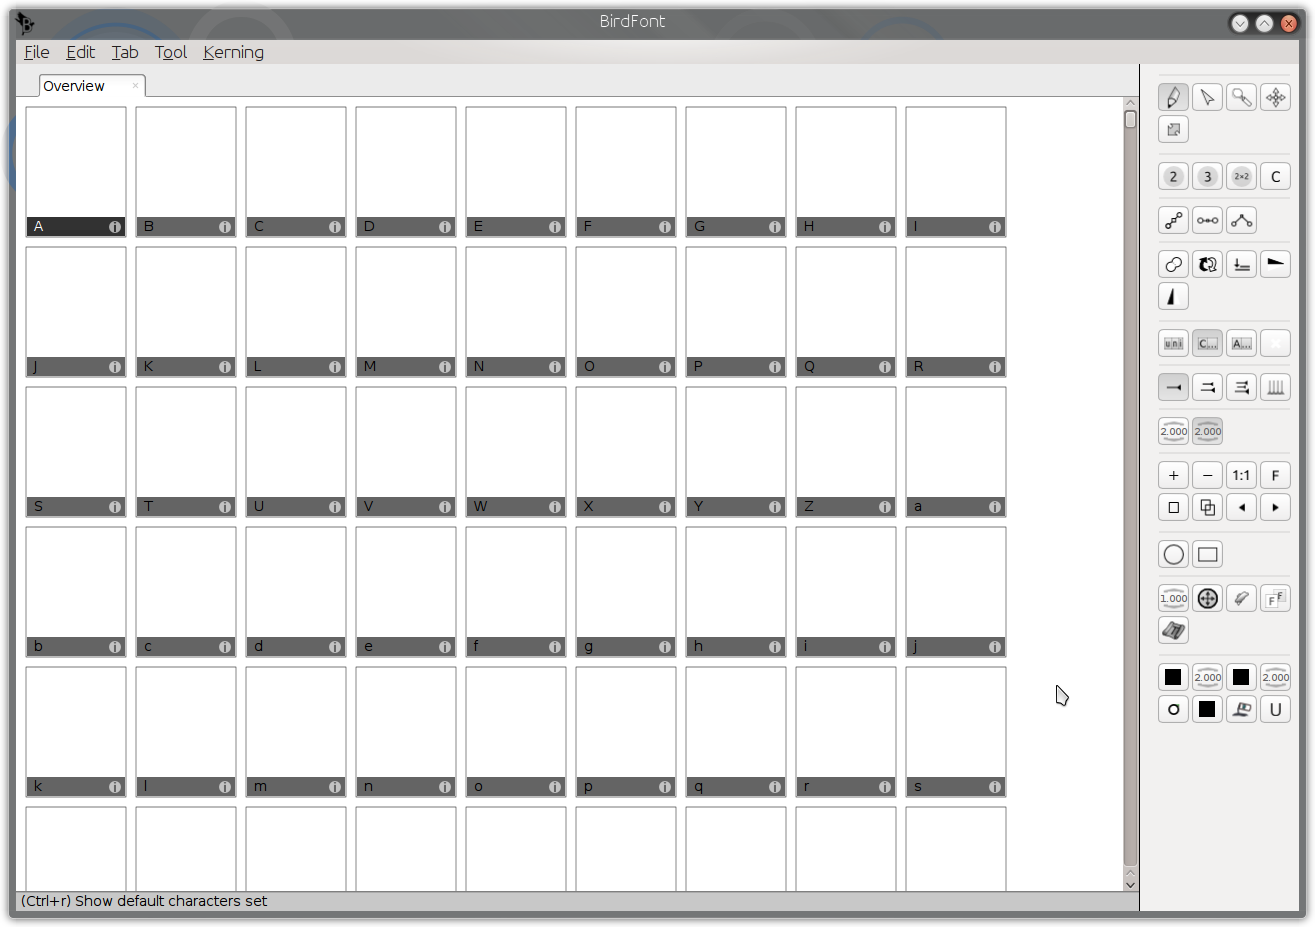 BirdFont
File Edit Tab Tool Kerning
Overview
A B C D E F G H I
J K L M N O P Q R
S T U V W X Y Z a
b c d e f g h i j
k l m n o p q r s
2 3 2×2 C
uni C... A...
2.000 2.000
+ − 1:1 F
1.000 F F
2.000 2.000
U
(Ctrl+r) Show default characters set